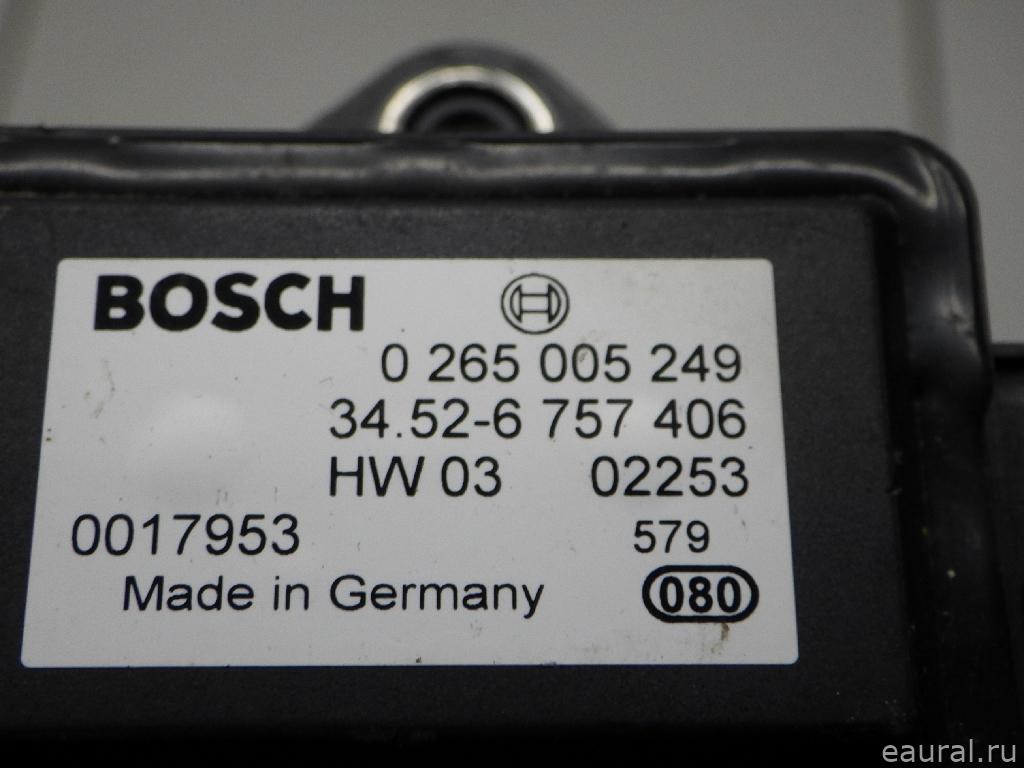 BOSCH
0 265 005 249
34.52-6 757 406
HW 03 02253
0017953 579
Made in Germany 080
eaural.ru